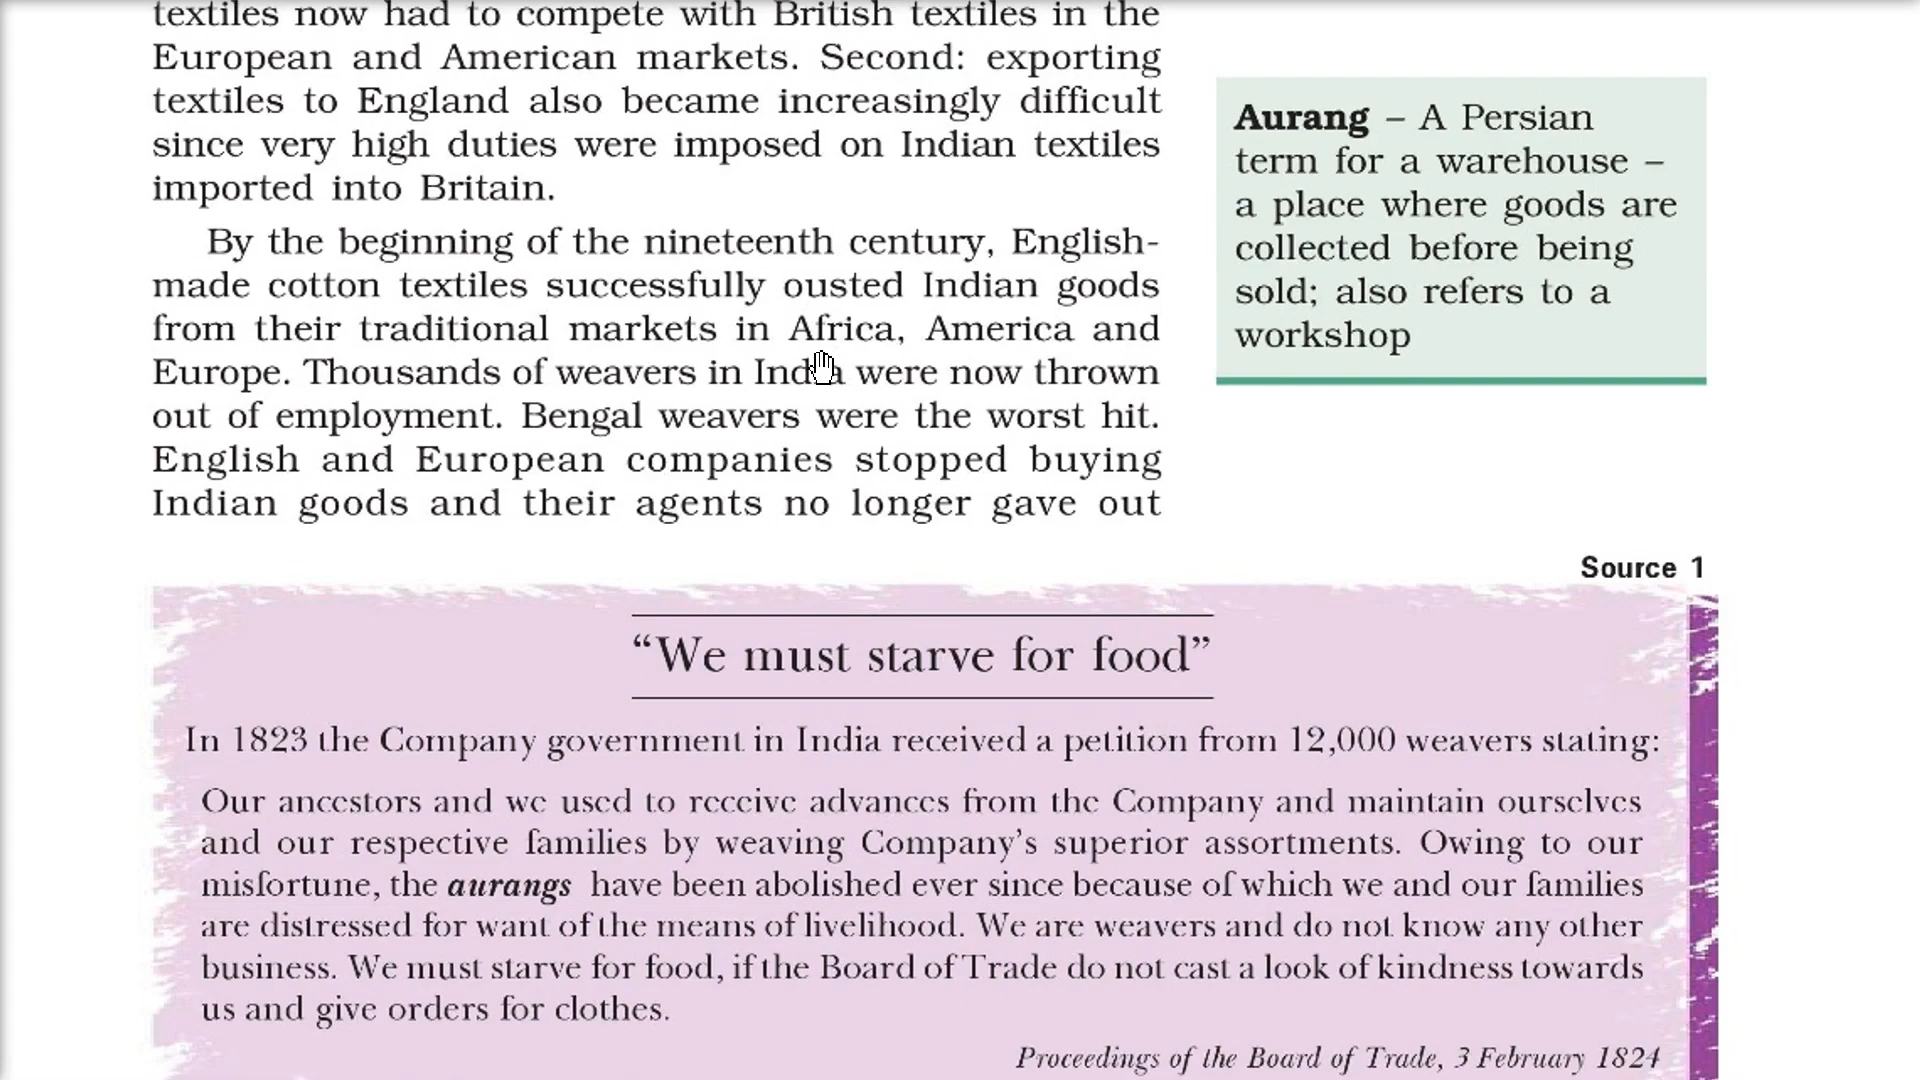 textiles now had to compete with British textiles in the
European and American markets. Second: exporting
textiles to England also became increasingly difficult
since very high duties were imposed on Indian textiles
imported into Britain.
By the beginning of the nineteenth century, English-
made cotton textiles successfully ousted Indian goods
from their traditional markets in Africa, America and
Europe. Thousands of weavers in India were now thrown
out of employment. Bengal weavers were the worst hit.
English and European companies stopped buying
Indian goods and their agents no longer gave out
Aurang – A Persian
term for a warehouse –
a place where goods are
collected before being
sold; also refers to a
workshop
Source 1
“We must starve for food”
In 1823 the Company government in India received a petition from 12,000 weavers stating:
Our ancestors and we used to receive advances from the Company and maintain ourselves
and our respective families by weaving Company’s superior assortments. Owing to our
misfortune, the aurangs have been abolished ever since because of which we and our families
are distressed for want of the means of livelihood. We are weavers and do not know any other
business. We must starve for food, if the Board of Trade do not cast a look of kindness towards
us and give orders for clothes.
Proceedings of the Board of Trade, 3 February 1824